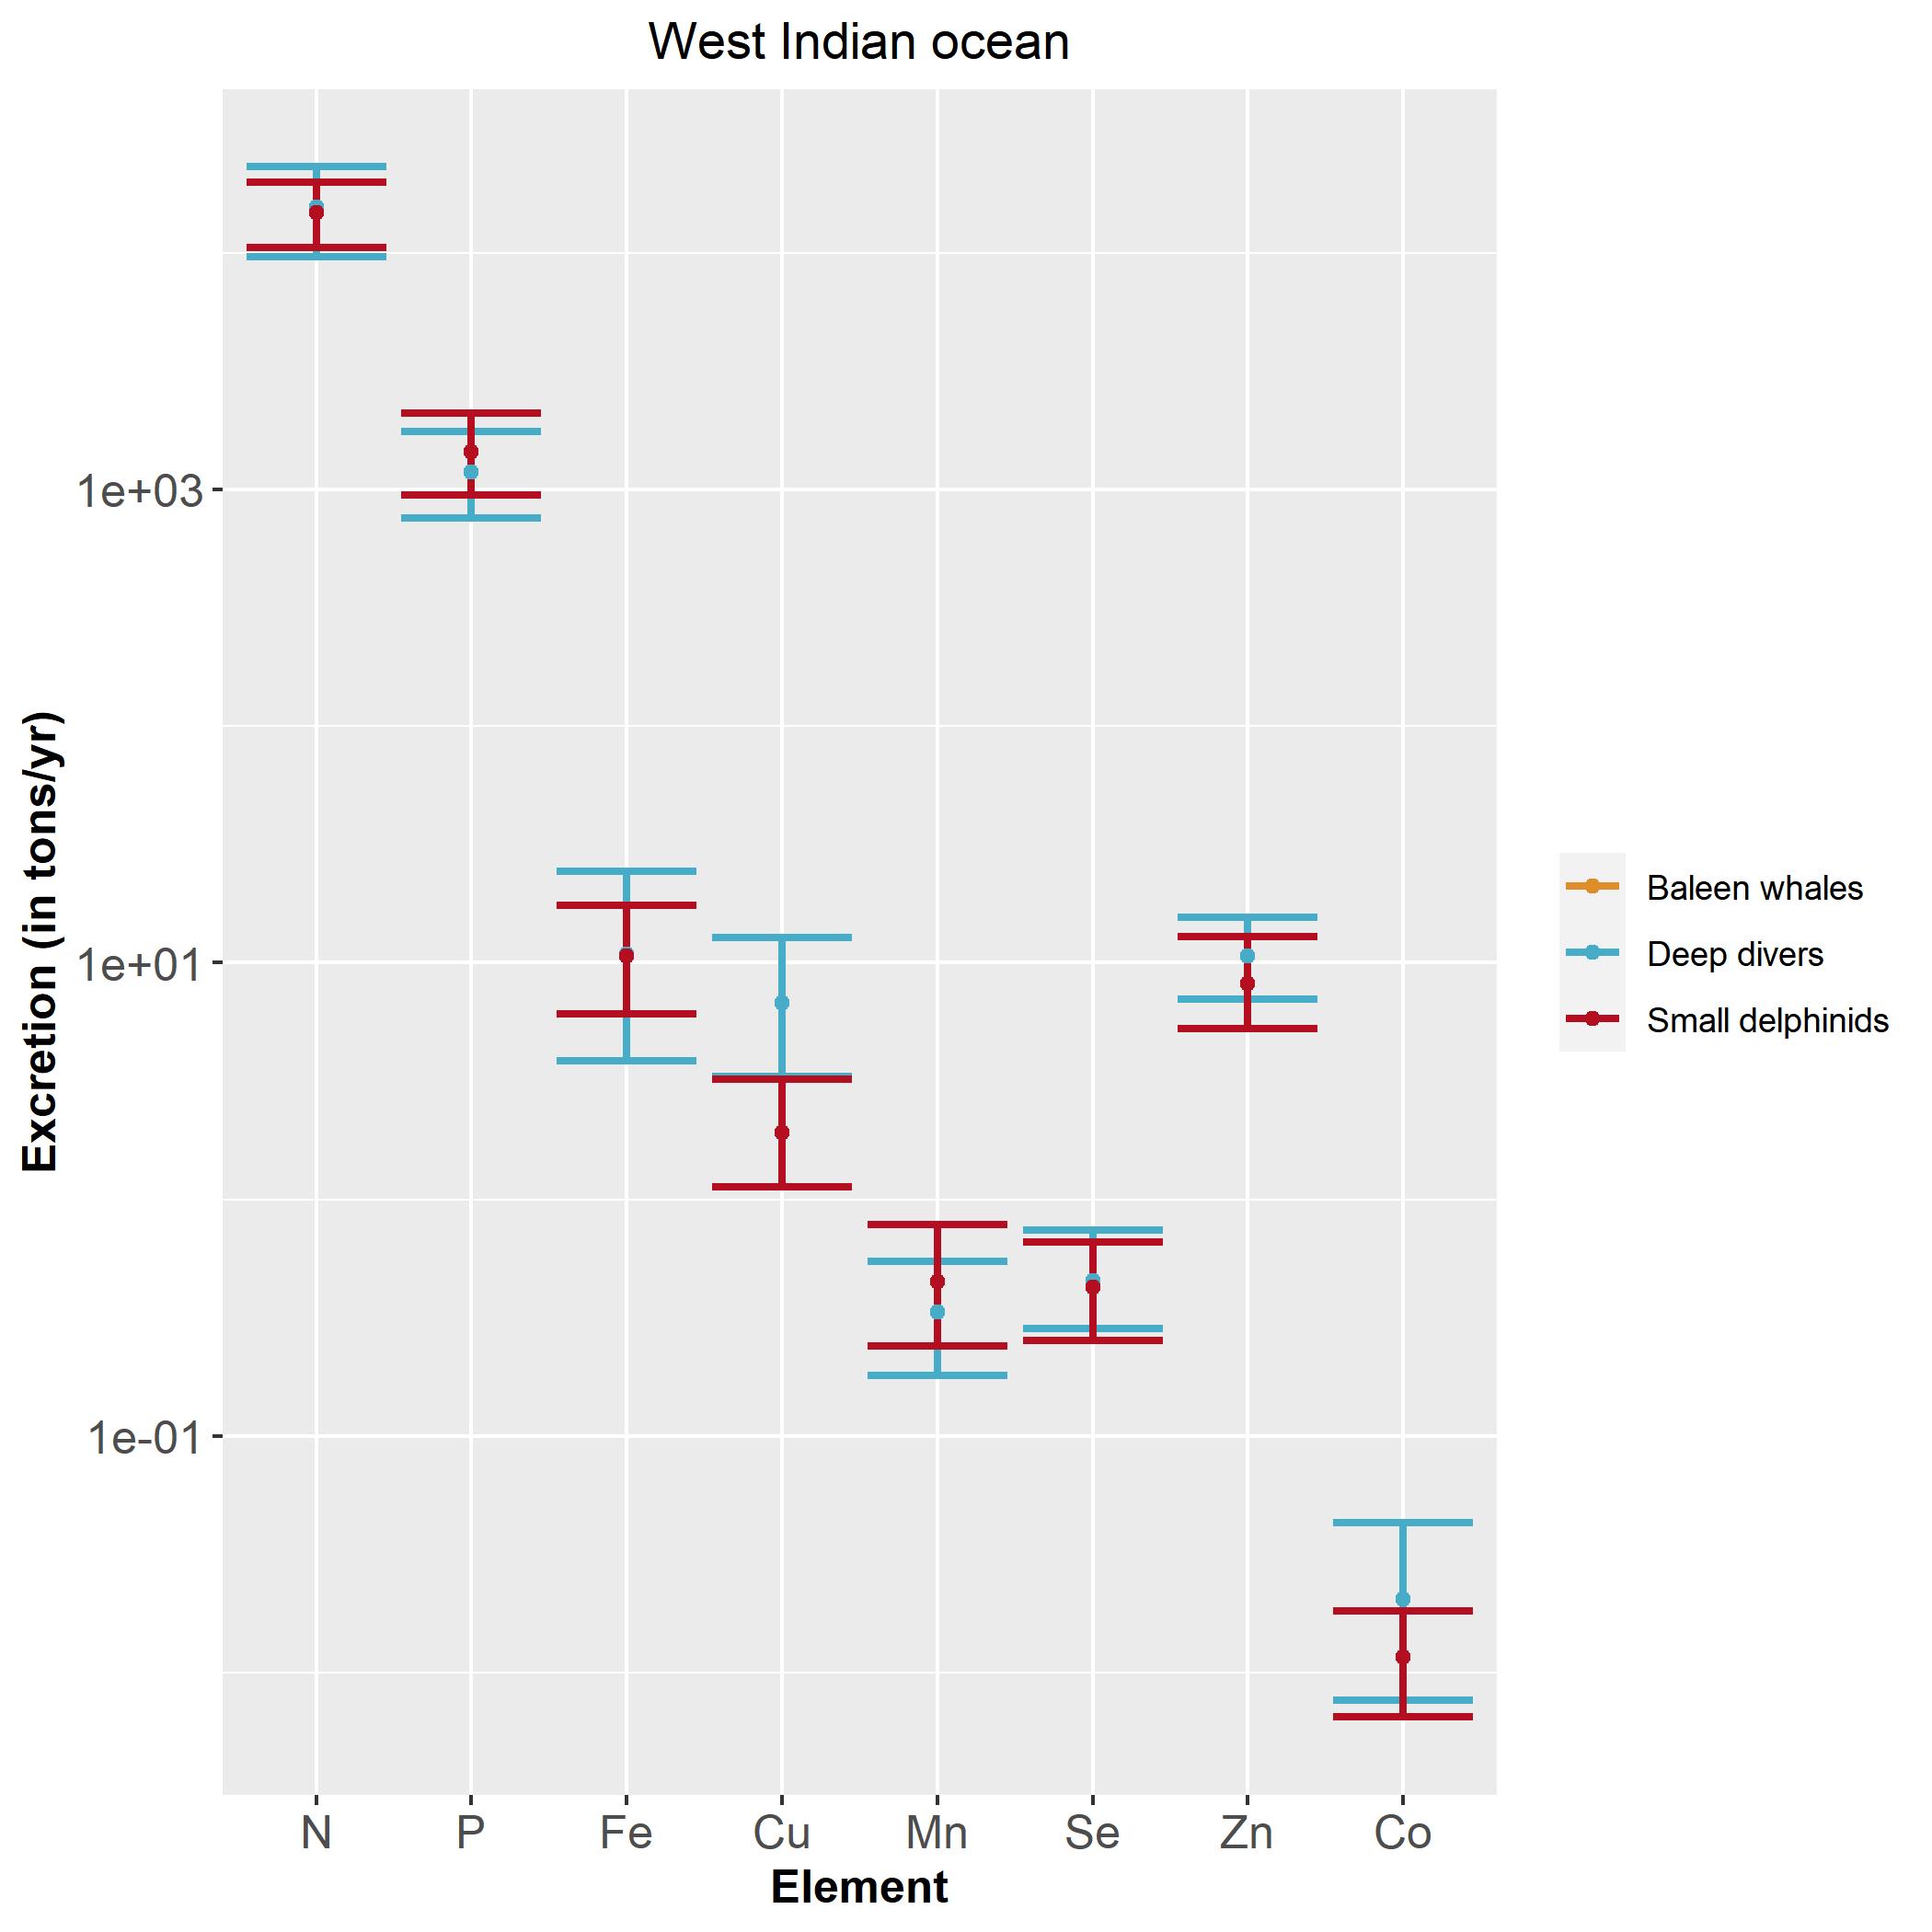 West Indian ocean
Excretion (in tons/yr)
1e+03
1e+01
1e-01
N P Fe Cu Mn Se Zn Co
Element
Baleen whales
Deep divers
Small delphinids